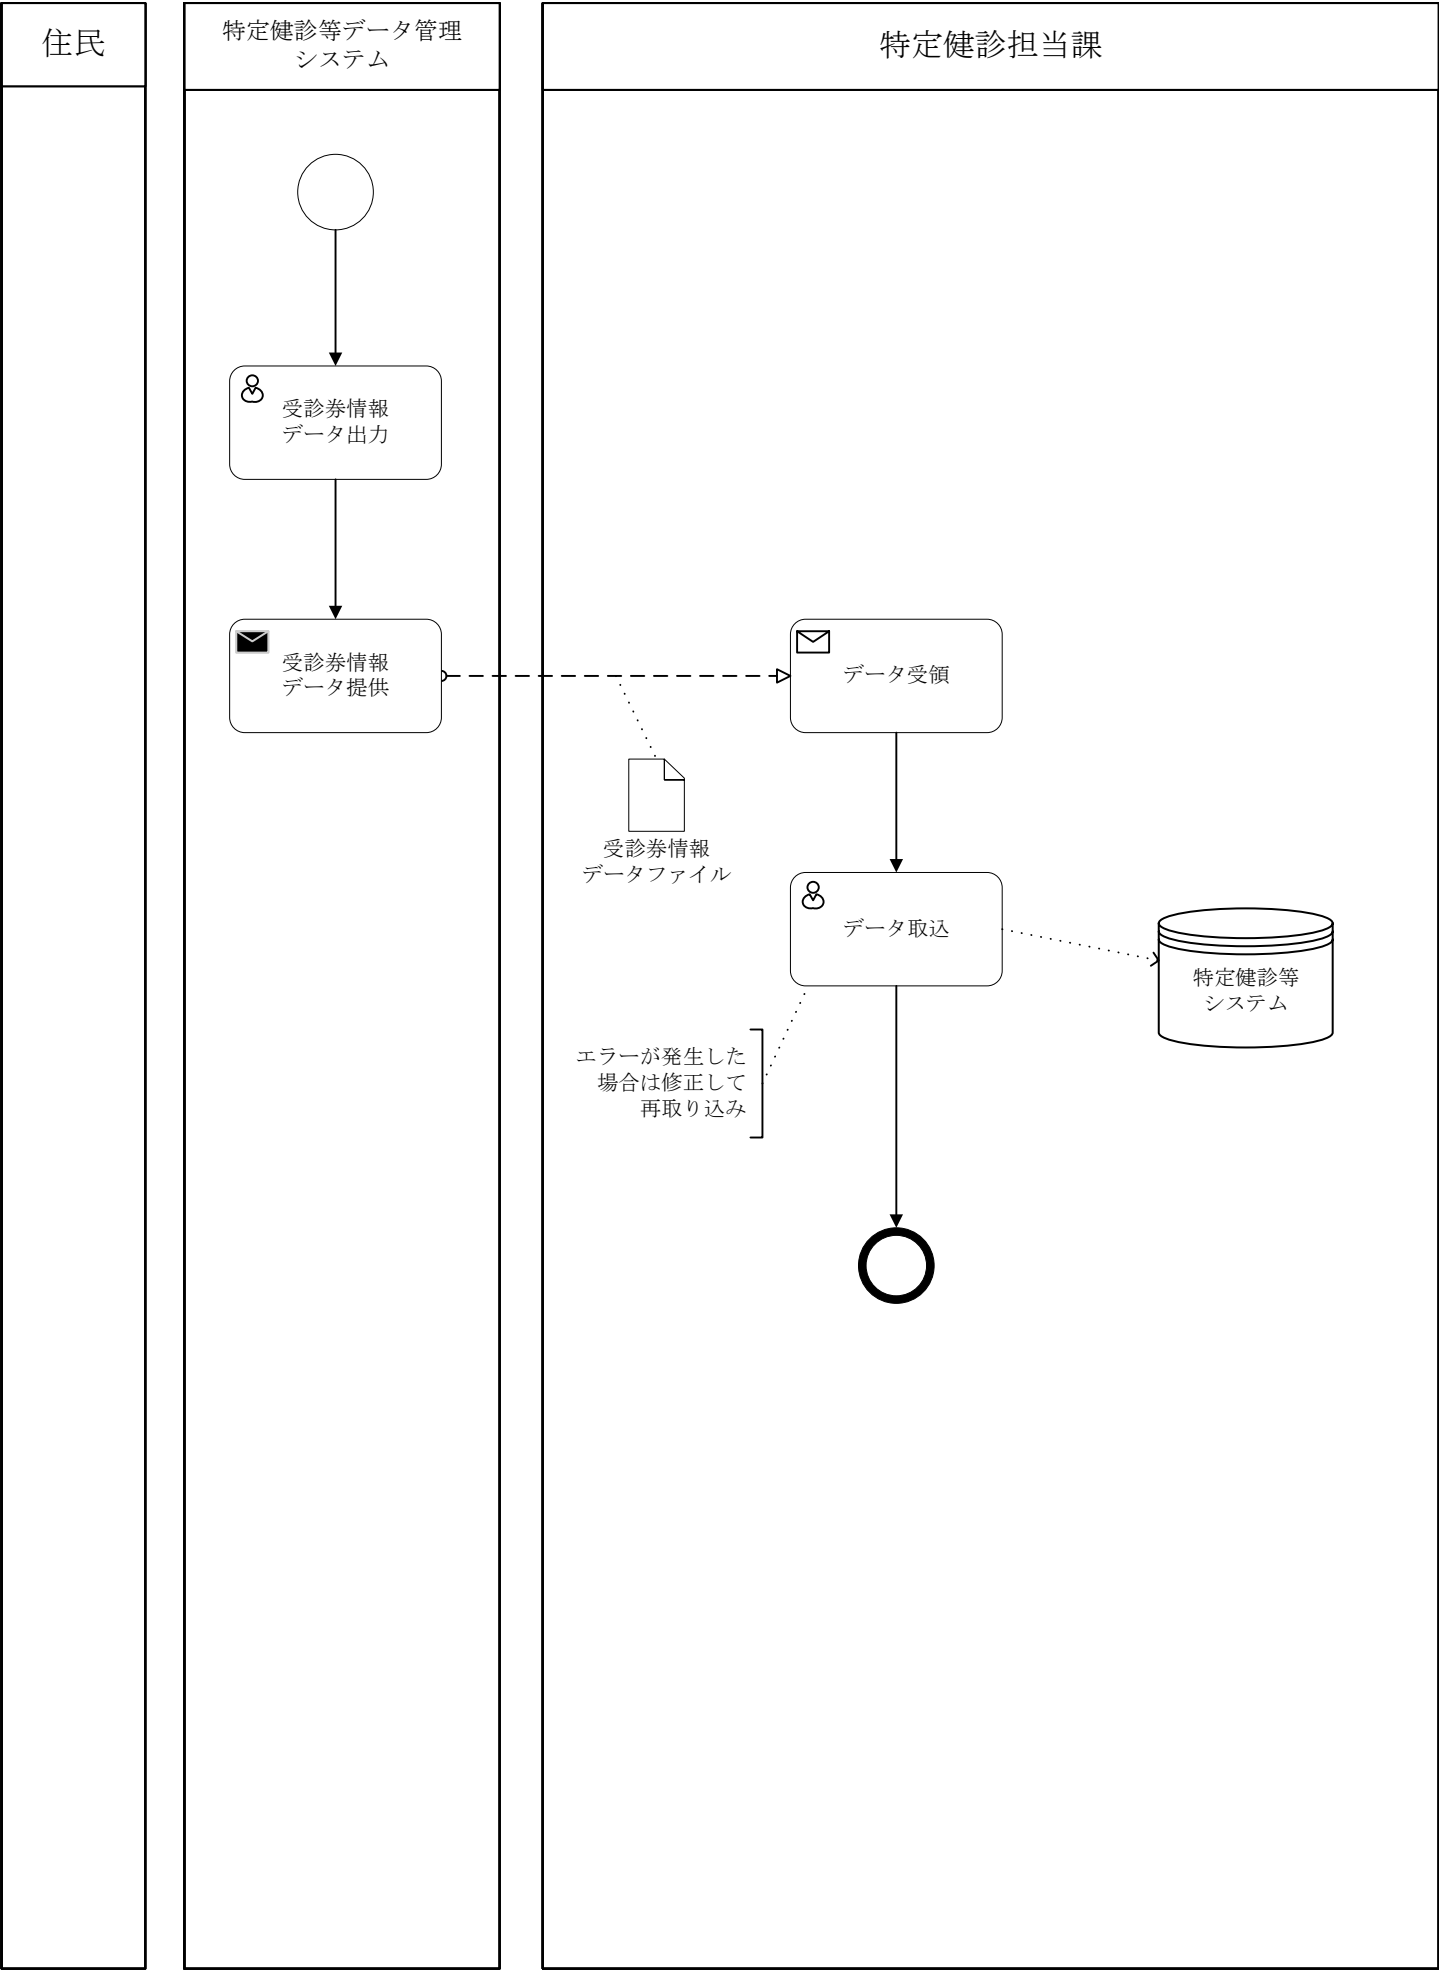 住民
特定健診等データ管理
システム
特定健診担当課
受診券情報
データ出力
受診券情報
データ提供
データ受領
受診券情報
データファイル
データ取込
特定健診等
システム
エラーが発生した
場合は修正して
再取り込み